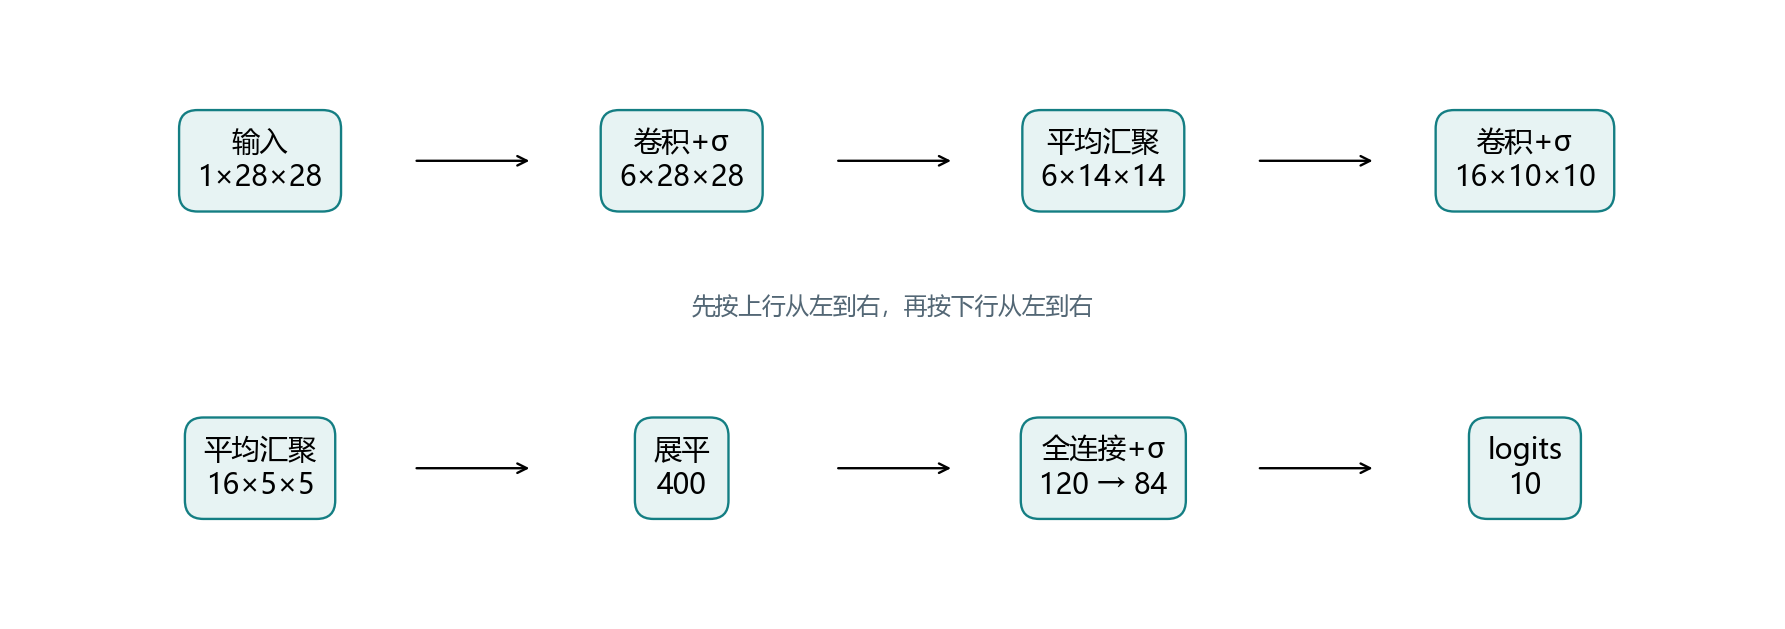 输入
1×28×28
卷积+σ
6×28×28
平均汇聚
6×14×14
卷积+σ
16×10×10
先按上行从左到右，再按下行从左到右
平均汇聚
16×5×5
展平
400
全连接+σ
120 → 84
logits
10